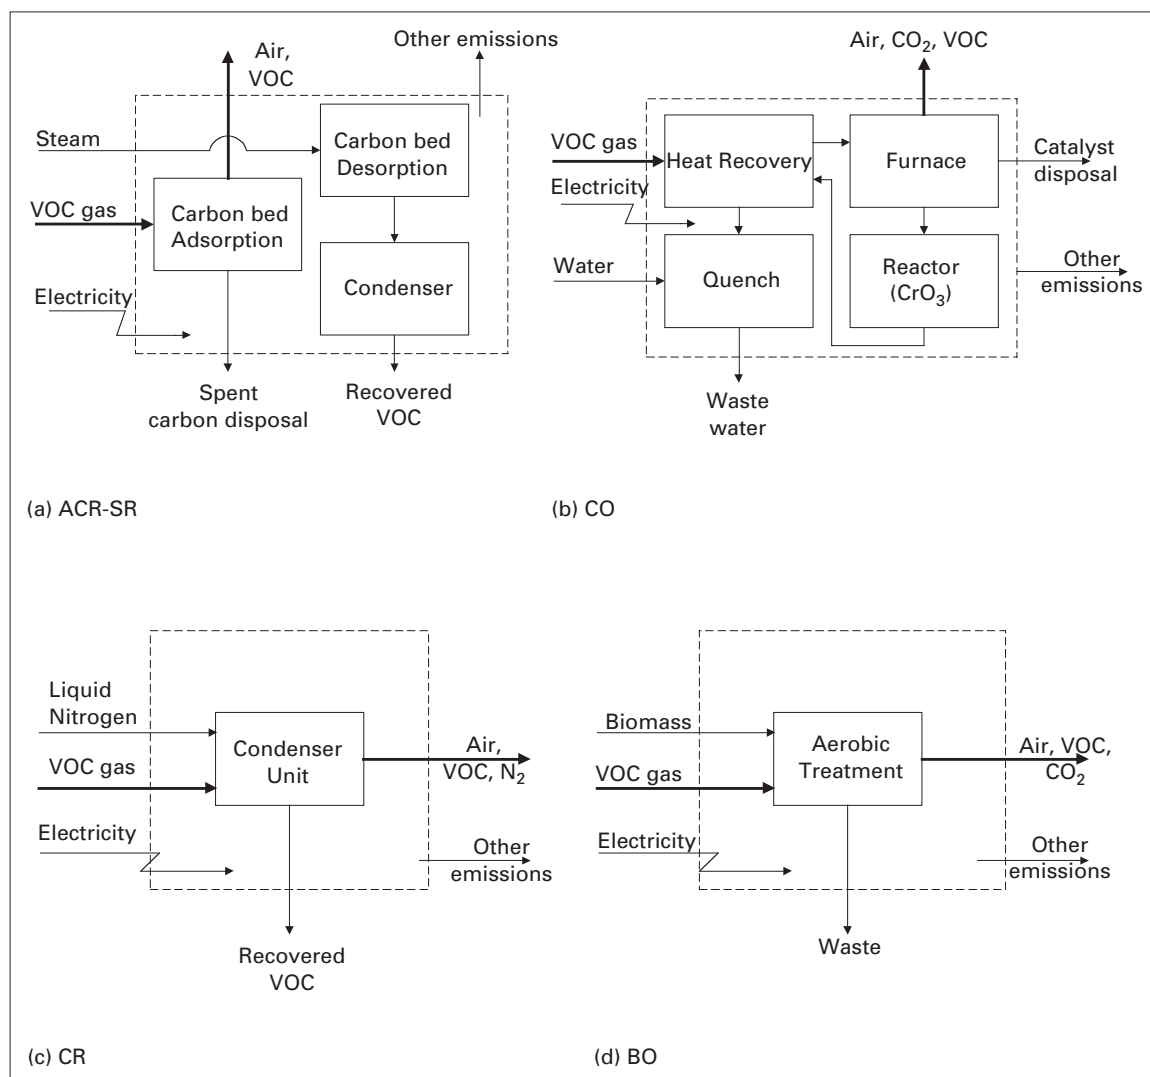 Other emissions
Air,
VOC
Steam
Carbon bed
Desorption
VOC gas
Carbon bed
Adsorption
Electricity
Condenser
Spent
carbon disposal
Recovered
VOC
(a) ACR-SR
Air, CO₂, VOC
VOC gas
Heat Recovery
Furnace
Catalyst
disposal
Electricity
Water
Quench
Reactor
(CrO₃)
Other
emissions
Waste
water
(b) CO
Liquid
Nitrogen
VOC gas
Condenser
Unit
Air,
VOC, N₂
Electricity
Other
emissions
Recovered
VOC
(c) CR
Biomass
VOC gas
Aerobic
Treatment
Air, VOC,
CO₂
Electricity
Other
emissions
Waste
(d) BO